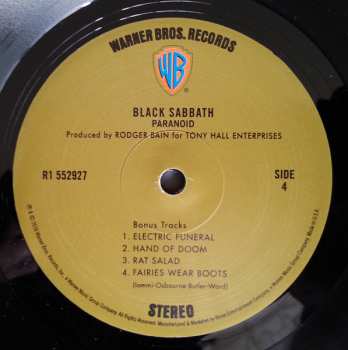 WARNER BROS. RECORDS
WB
BLACK SABBATH
PARANOID
Produced by RODGER BAIN for TONY HALL ENTERPRISES
R1 552927
SIDE
4
Bonus Tracks
1. ELECTRIC FUNERAL
2. HAND OF DOOM
3. RAT SALAD
4. FAIRIES WEAR BOOTS
(Iommi-Osbourne-Butler-Ward)
STEREO